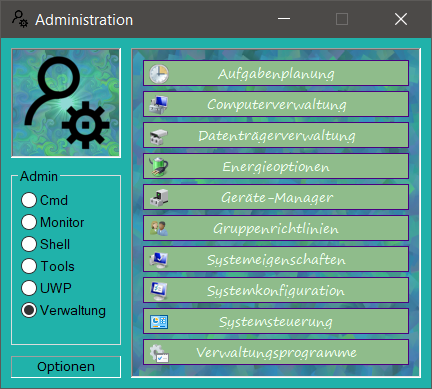 Administration
Admin
Cmd
Monitor
Shell
Tools
UWP
Verwaltung
Optionen
Aufgabenplanung
Computerverwaltung
Datenträgerverwaltung
Energieoptionen
Geräte-Manager
Gruppenrichtlinien
Systemeigenschaften
Systemkonfiguration
Systemsteuerung
Verwaltungsprogramme